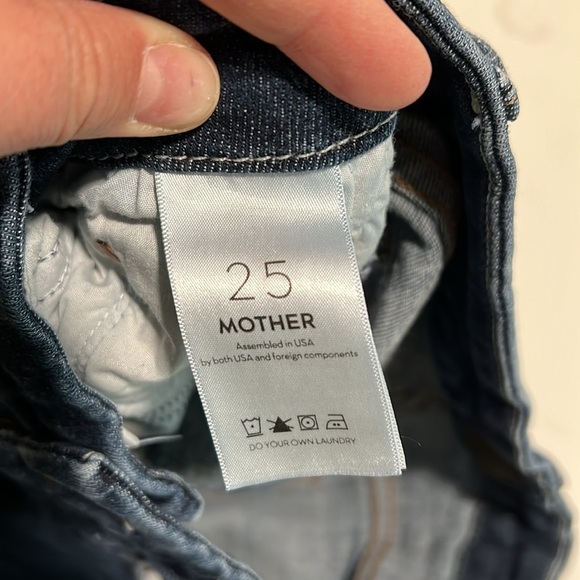 25
MOTHER
Assembled in USA
by both USA and foreign components
DO YOUR OWN LAUNDRY